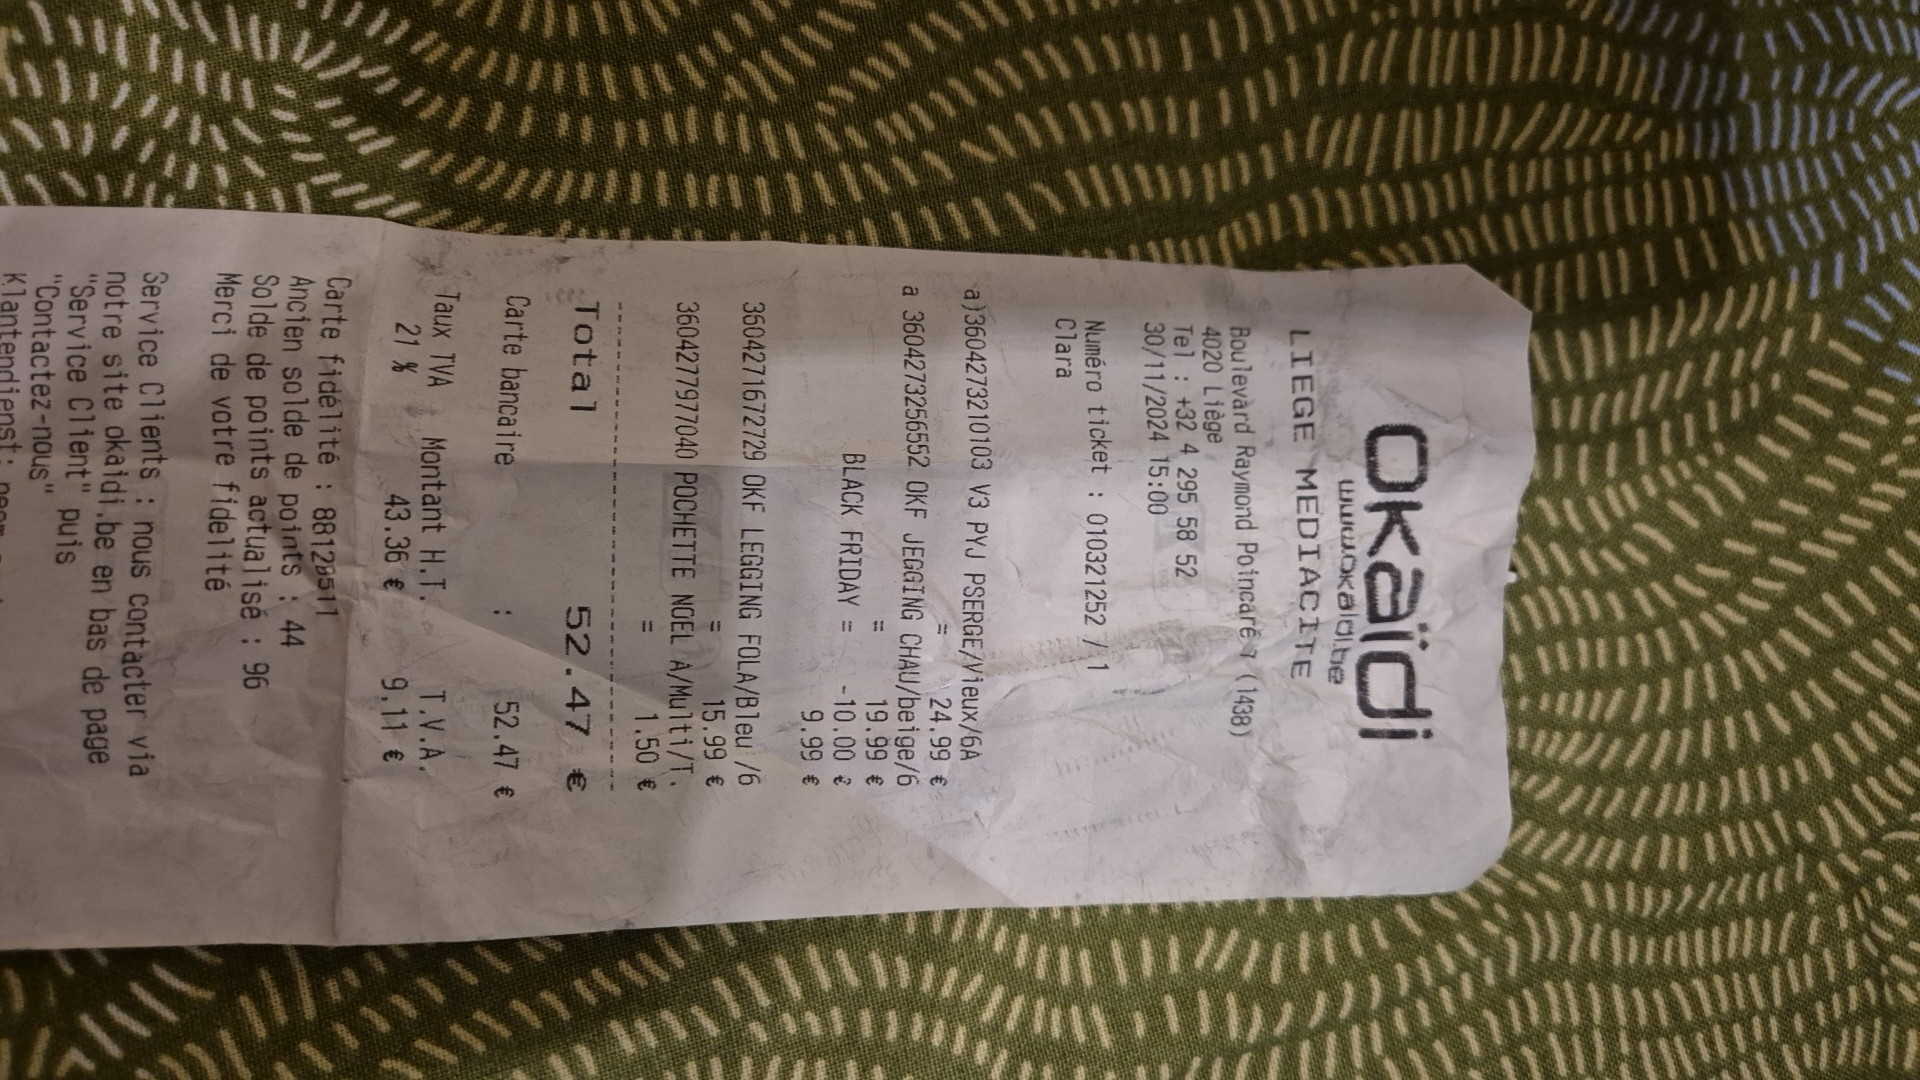 okaïdi
www.okaidi.be
LIEGE MEDIACITE
Boulevard Raymond Poincaré 7 (1438)
4020 Liège
Tel : +32 4 295 58 52
30/11/2024 15:00
Numéro ticket : 010321252 / 1
Clara
a)3604273210103 V3 PYJ PSERGE/Vieux/6A
= 24.99 €
a 3604273256552 OKF JEGGING CHAU/beige/6
= 19.99 €
BLACK FRIDAY = -10.00 €
9.99 €
3604271672729 OKF LEGGING FOLA/Bleu /6
= 15.99 €
3604277977040 POCHETTE NOEL A/Multi/T.
= 1.50 €
Total 52.47 €
Carte bancaire : 52.47 €
Taux TVA Montant H.T. T.V.A.
21 % 43.36 € 9.11 €
Carte fidélité : 88128511
Ancien solde de points : 44
Solde de points actualisé : 96
Merci de votre fidelité
Service Clients : nous contacter via
notre site okaidi.be en bas de page
"Service Client" puis
"Contactez-nous"
Klantendienst: